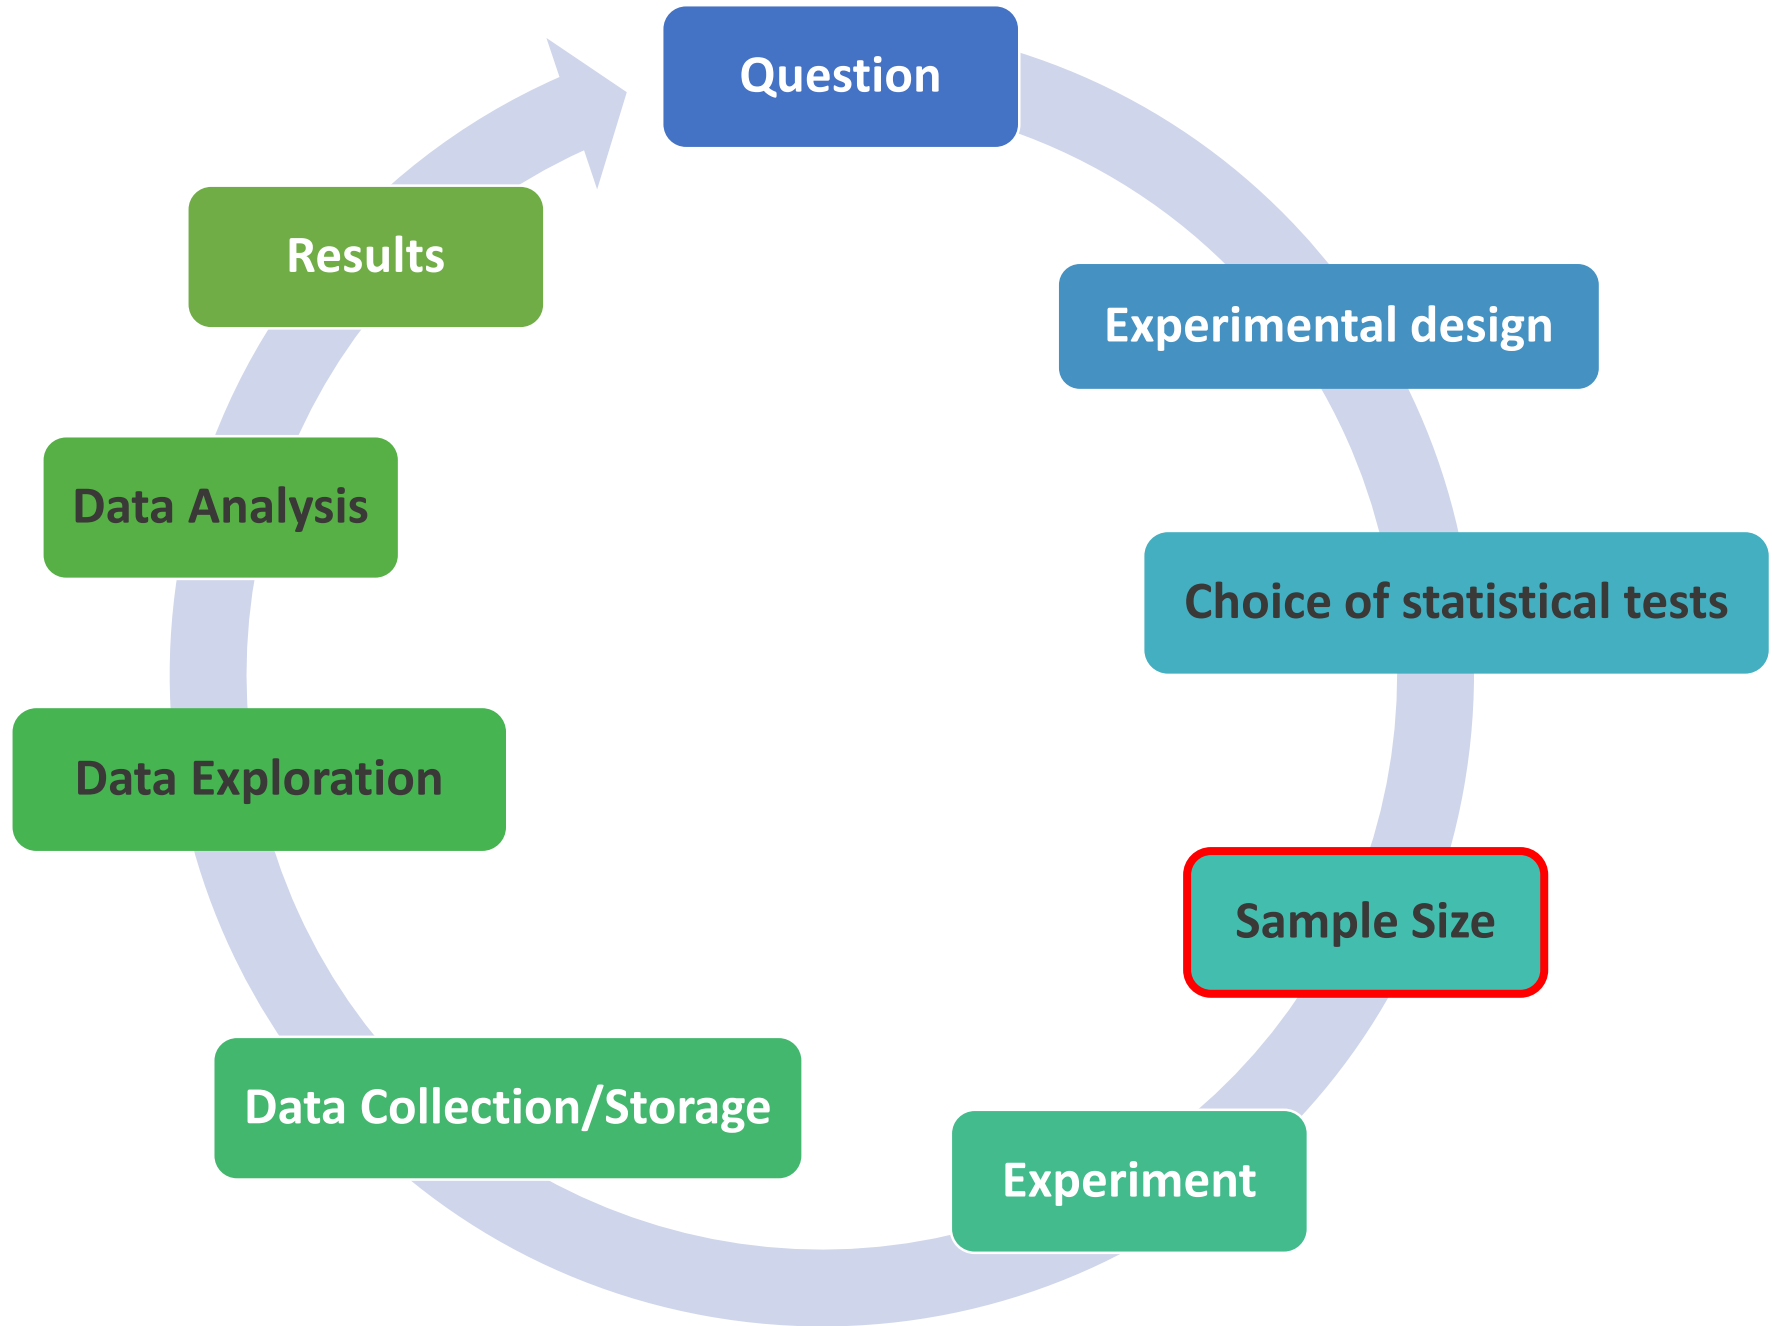 Question
Experimental design
Choice of statistical tests
Sample Size
Experiment
Data Collection/Storage
Data Exploration
Data Analysis
Results